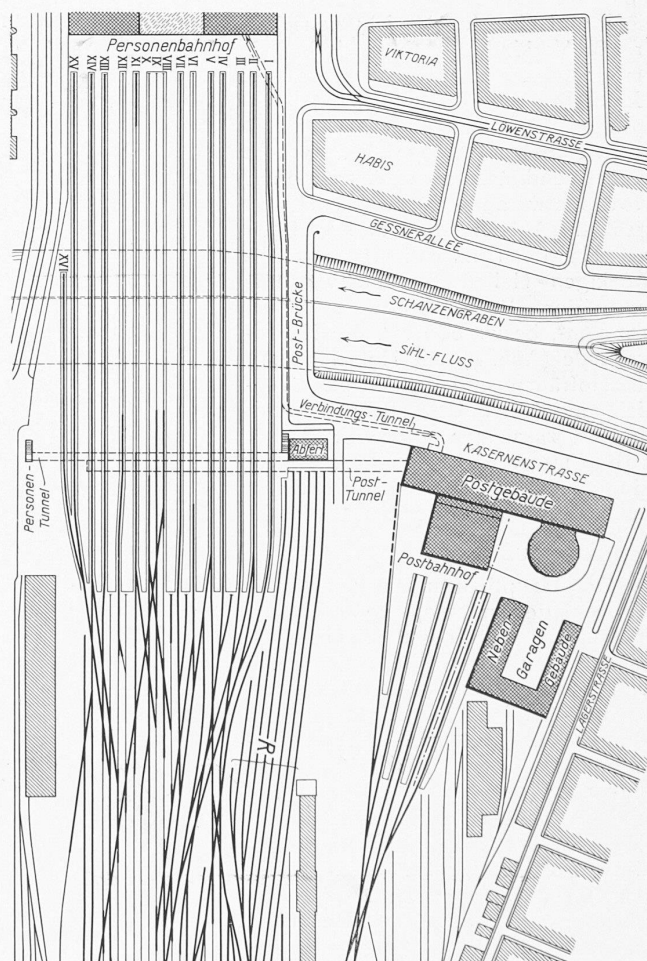 Personenbahnhof
XV XIV XIII XII XI X IX VIII VII VI V IV III II I
XVI
VIKTORIA
LÖWENSTRASSE
HABIS
GESSNERALLEE
SCHANZENGRABEN
SIHL-FLUSS
Post-Brücke
Verbindungs-Tunnel
KASERNENSTRASSE
Abfert.
Personen-
Tunnel
Post-
Tunnel
Postgebäude
Postbahnhof
Neben-
Garagen
Gebäude
LAGERSTRASSE
R